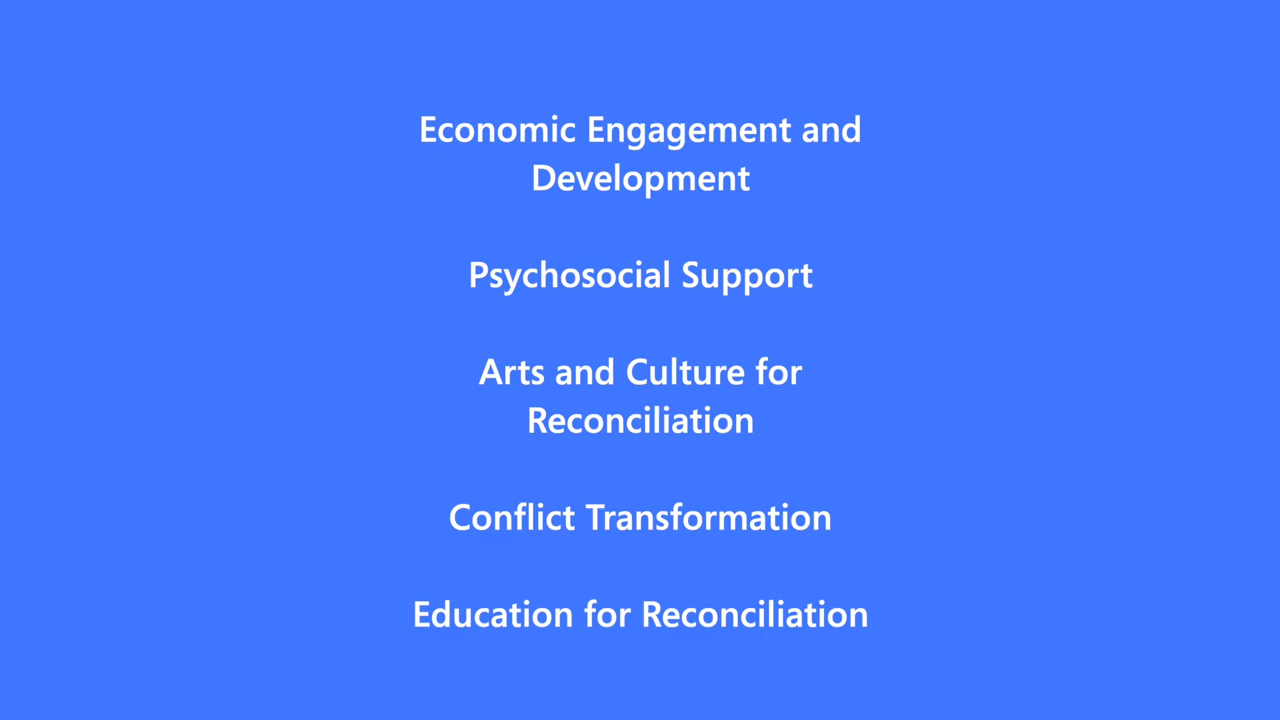 Economic Engagement and
Development
Psychosocial Support
Arts and Culture for
Reconciliation
Conflict Transformation
Education for Reconciliation